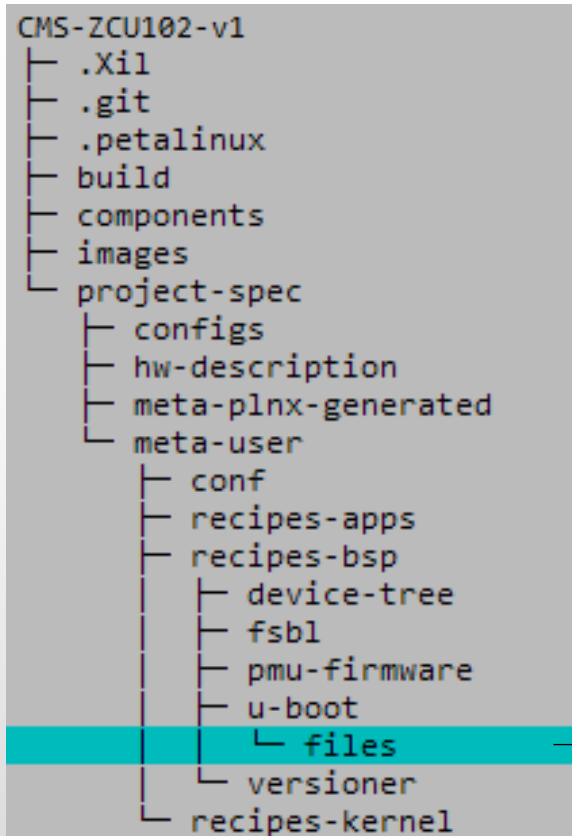 CMS-ZCU102-v1
├─ .Xil
├─ .git
├─ .petalinux
├─ build
├─ components
├─ images
└─ project-spec
   ├─ configs
   ├─ hw-description
   ├─ meta-plnx-generated
   └─ meta-user
      ├─ conf
      ├─ recipes-apps
      ├─ recipes-bsp
      │  ├─ device-tree
      │  ├─ fsbl
      │  ├─ pmu-firmware
      │  ├─ u-boot
      │  │  └─ files
      │  └─ versioner
      └─ recipes-kernel